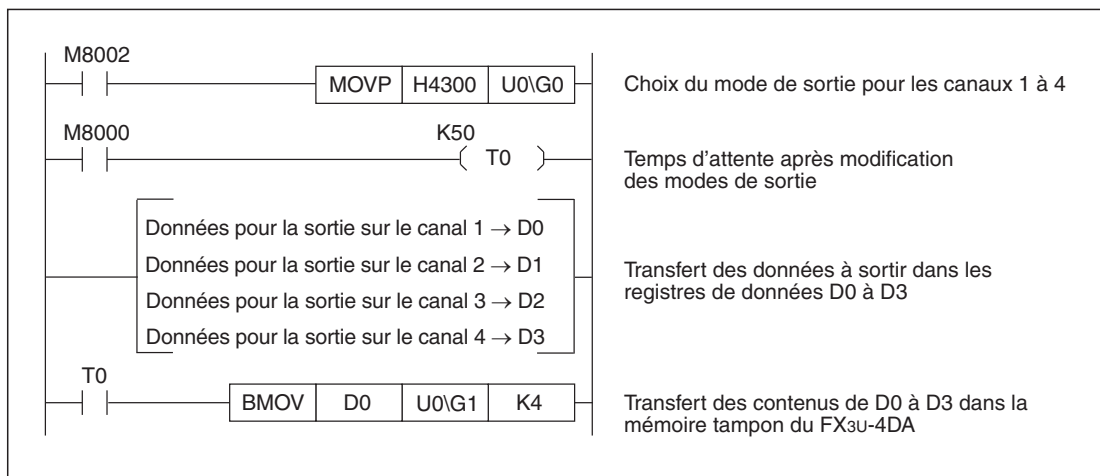 M8002
MOVP H4300 U0\G0
Choix du mode de sortie pour les canaux 1 à 4
M8000
K50
T0
Temps d'attente après modification
des modes de sortie
Données pour la sortie sur le canal 1 → D0
Données pour la sortie sur le canal 2 → D1
Données pour la sortie sur le canal 3 → D2
Données pour la sortie sur le canal 4 → D3
Transfert des données à sortir dans les
registres de données D0 à D3
T0
BMOV D0 U0\G1 K4
Transfert des contenus de D0 à D3 dans la
mémoire tampon du FX3U-4DA